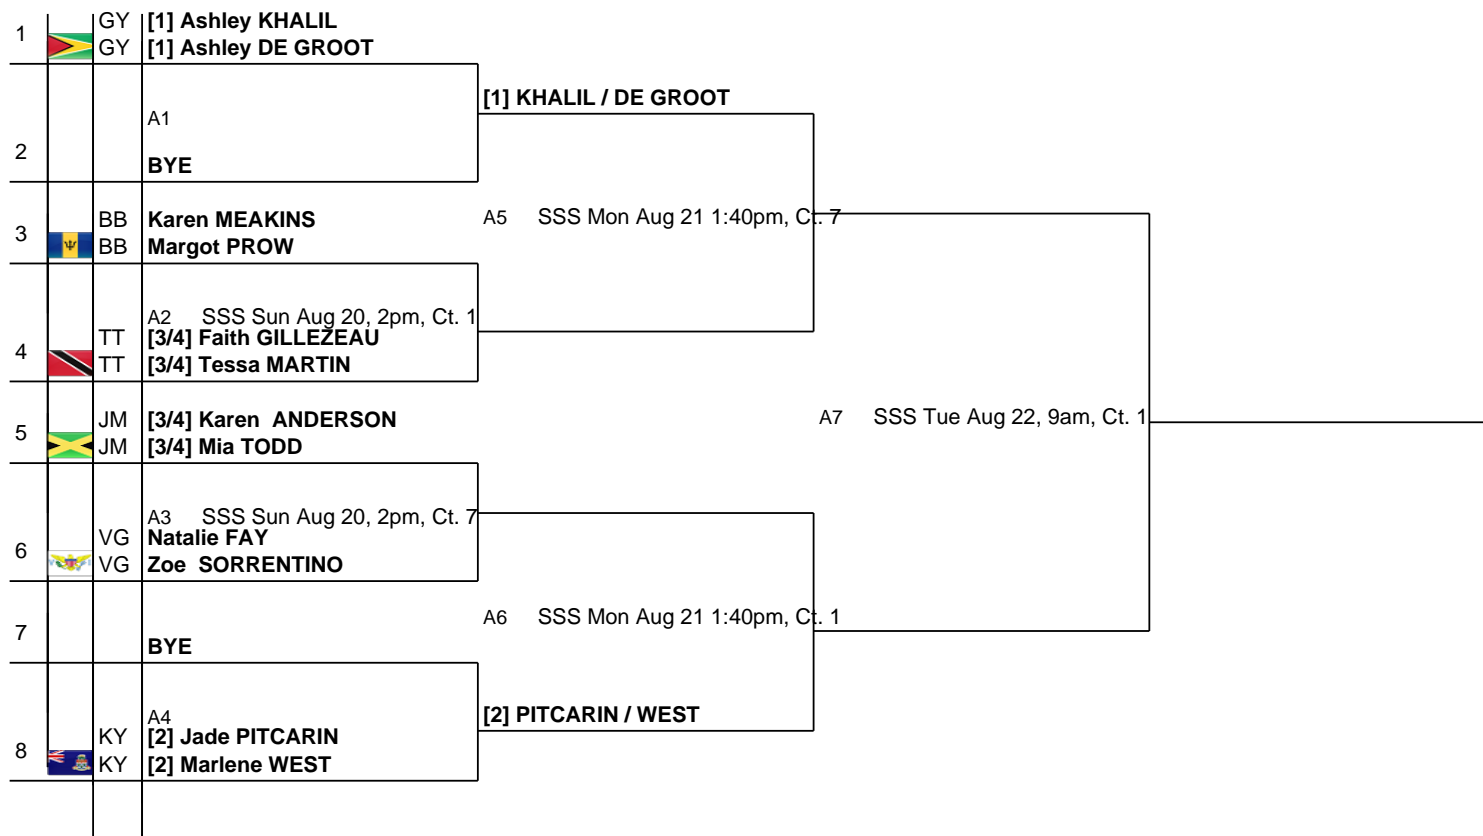 GY [1] Ashley KHALIL
1
GY [1] Ashley DE GROOT
[1] KHALIL / DE GROOT
A1
2
BYE
BB Karen MEAKINS
A5 SSS Mon Aug 21 1:40pm, Ct. 7
3
BB Margot PROW
A2 SSS Sun Aug 20, 2pm, Ct. 1
TT [3/4] Faith GILLEZEAU
4
TT [3/4] Tessa MARTIN
JM [3/4] Karen ANDERSON
A7 SSS Tue Aug 22, 9am, Ct. 1
5
JM [3/4] Mia TODD
A3 SSS Sun Aug 20, 2pm, Ct. 7
VG Natalie FAY
6
VG Zoe SORRENTINO
A6 SSS Mon Aug 21 1:40pm, Ct. 1
7
BYE
[2] PITCARIN / WEST
A4
KY [2] Jade PITCARIN
8
KY [2] Marlene WEST